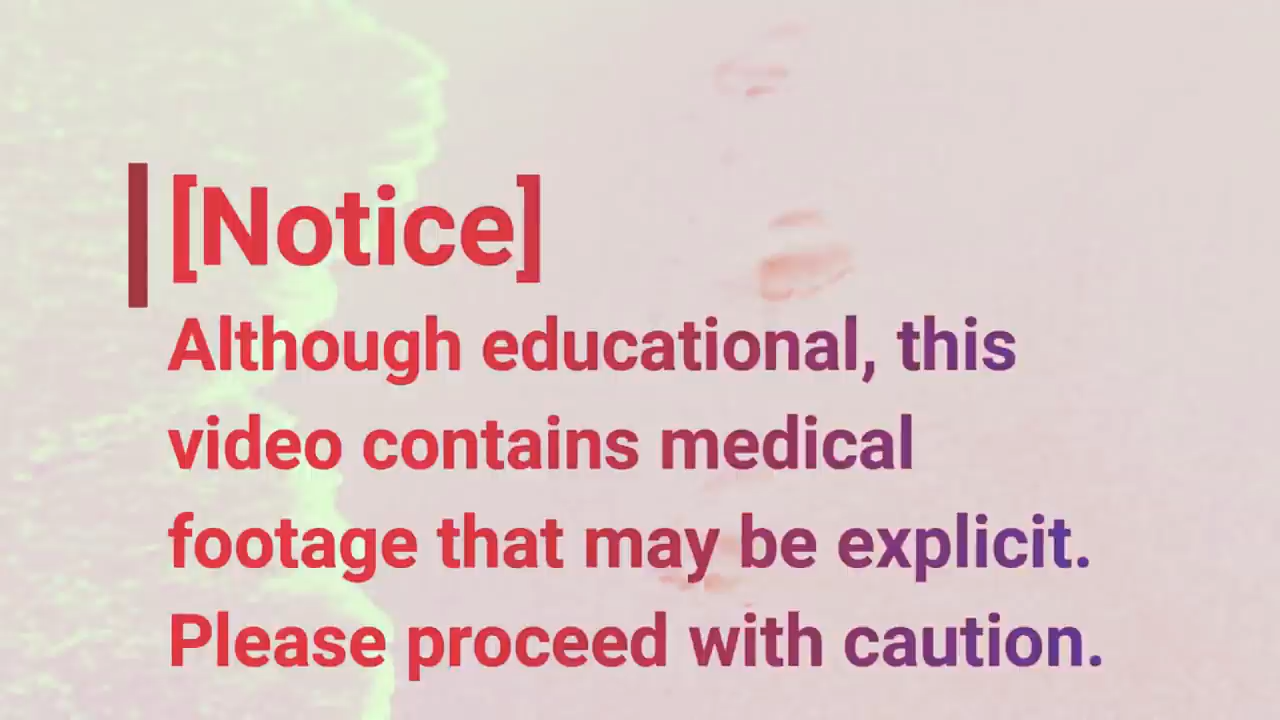 [Notice]
Although educational, this
video contains medical
footage that may be explicit.
Please proceed with caution.